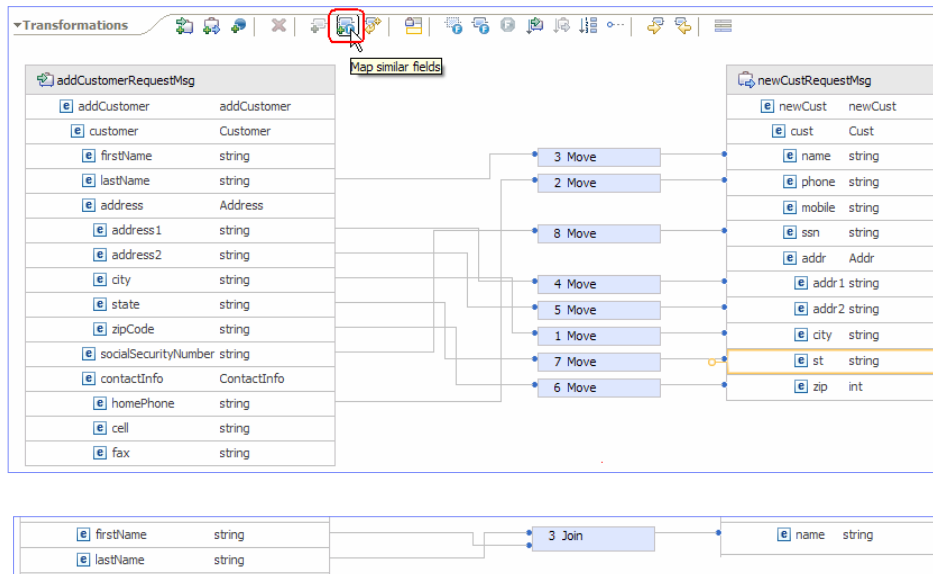 Transformations
Map similar fields
addCustomerRequestMsg
addCustomer addCustomer
customer Customer
firstName string
lastName string
address Address
address1 string
address2 string
city string
state string
zipCode string
socialSecurityNumber string
contactInfo ContactInfo
homePhone string
cell string
fax string
3 Move
2 Move
8 Move
4 Move
5 Move
1 Move
7 Move
6 Move
newCustRequestMsg
newCust newCust
cust Cust
name string
phone string
mobile string
ssn string
addr Addr
addr1 string
addr2 string
city string
st string
zip int
firstName string
lastName string
3 Join
name string